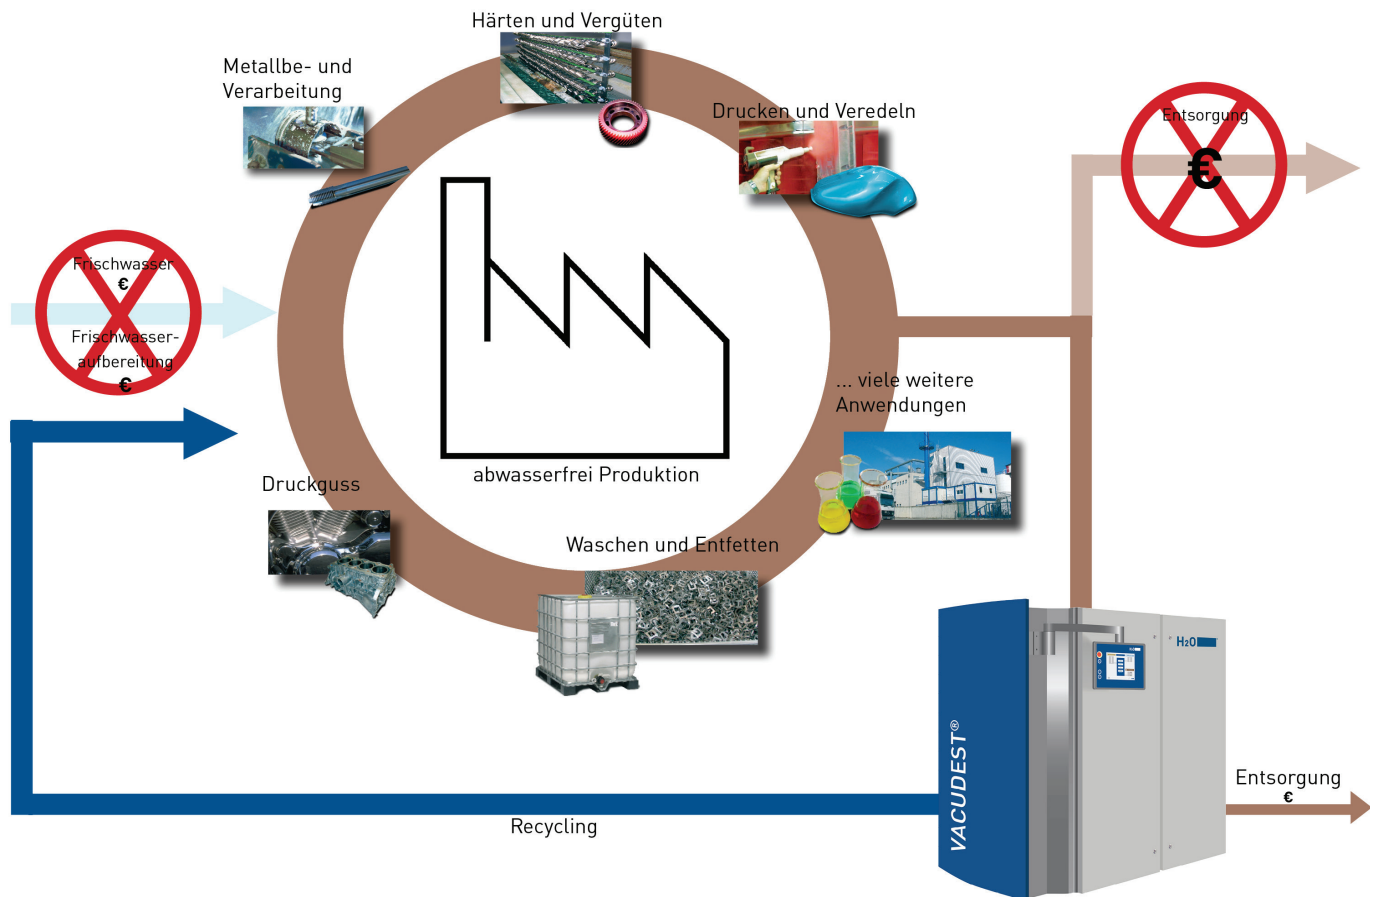 Härten und Vergüten
Metallbe- und
Verarbeitung
Drucken und Veredeln
Entsorgung
€
Frischwasser
€
Frischwasser-
aufbereitung
€
... viele weitere
Anwendungen
abwasserfrei Produktion
Druckguss
Waschen und Entfetten
H₂O
VACUDEST®
Entsorgung
€
Recycling